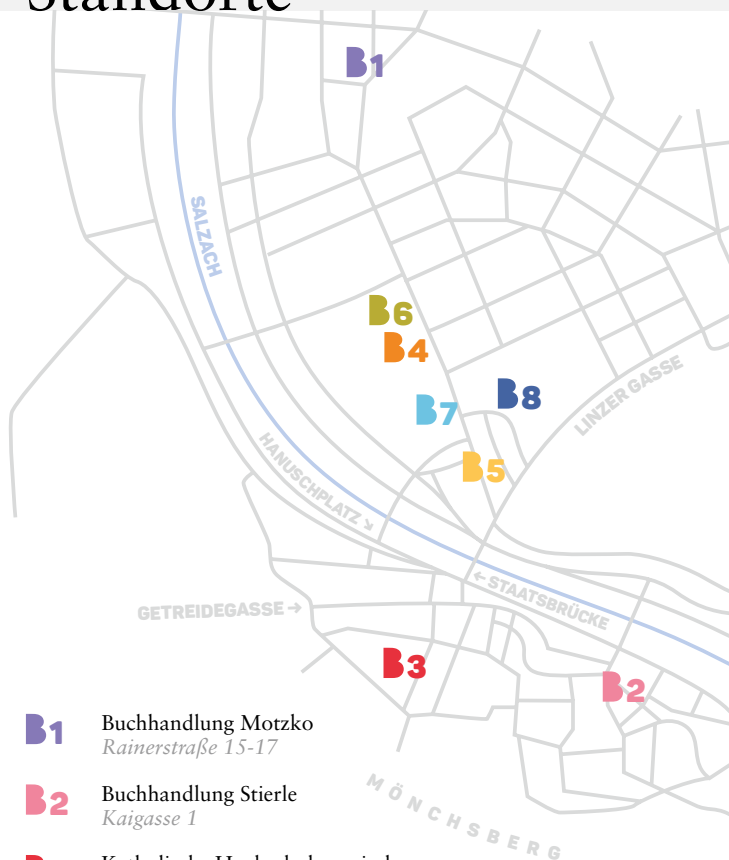 Standorte
B1
SALZACH
B6
B4
B8
B7
LINZER GASSE
B5
HANUSCHPLATZ ↘
← STAATSBRÜCKE
GETREIDEGASSE →
B3
B2
B1 Buchhandlung Motzko
Rainerstraße 15-17
B2 Buchhandlung Stierle
Kaigasse 1
MÖNCHSBERG